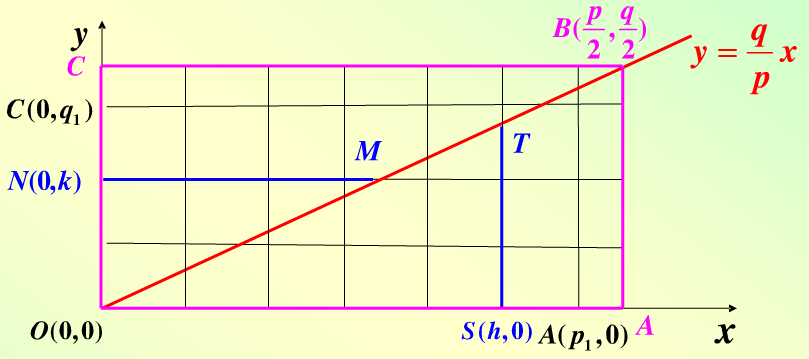 y
B(p/2, q/2)
y = q/p x
C
C(0,q₁)
M
T
N(0,k)
O(0,0)
S(h,0)
A(p₁,0)
A
x